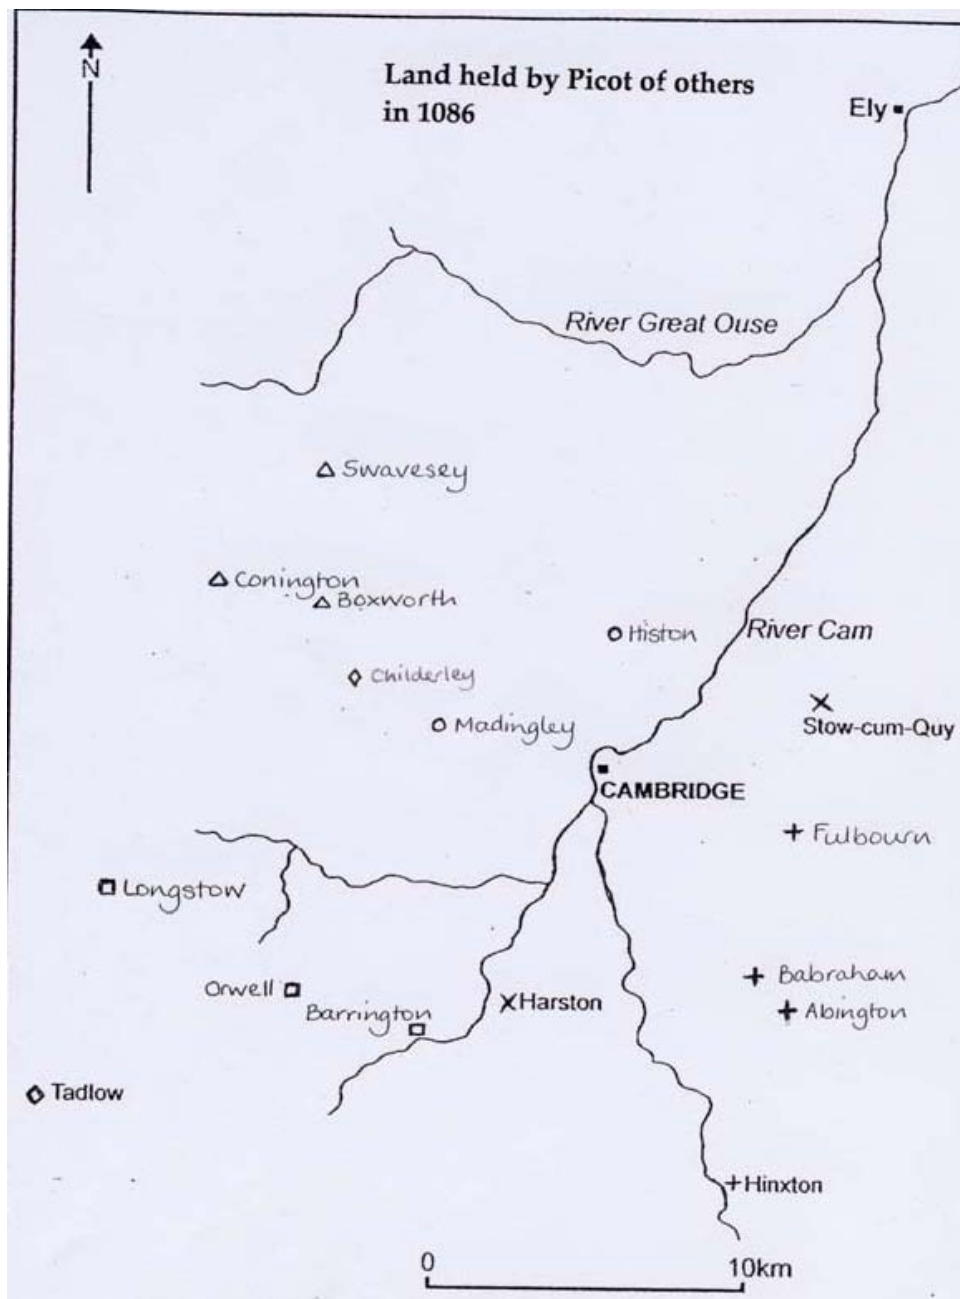 N
Land held by Picot of others
in 1086
Ely
River Great Ouse
Swavesey
Conington
Boxworth
Histon
River Cam
Childerley
Madingley
Stow-cum-Quy
CAMBRIDGE
Fulbourn
Longstow
Orwell
Barrington
Harston
Babraham
Abington
Tadlow
Hinxton
0
10km